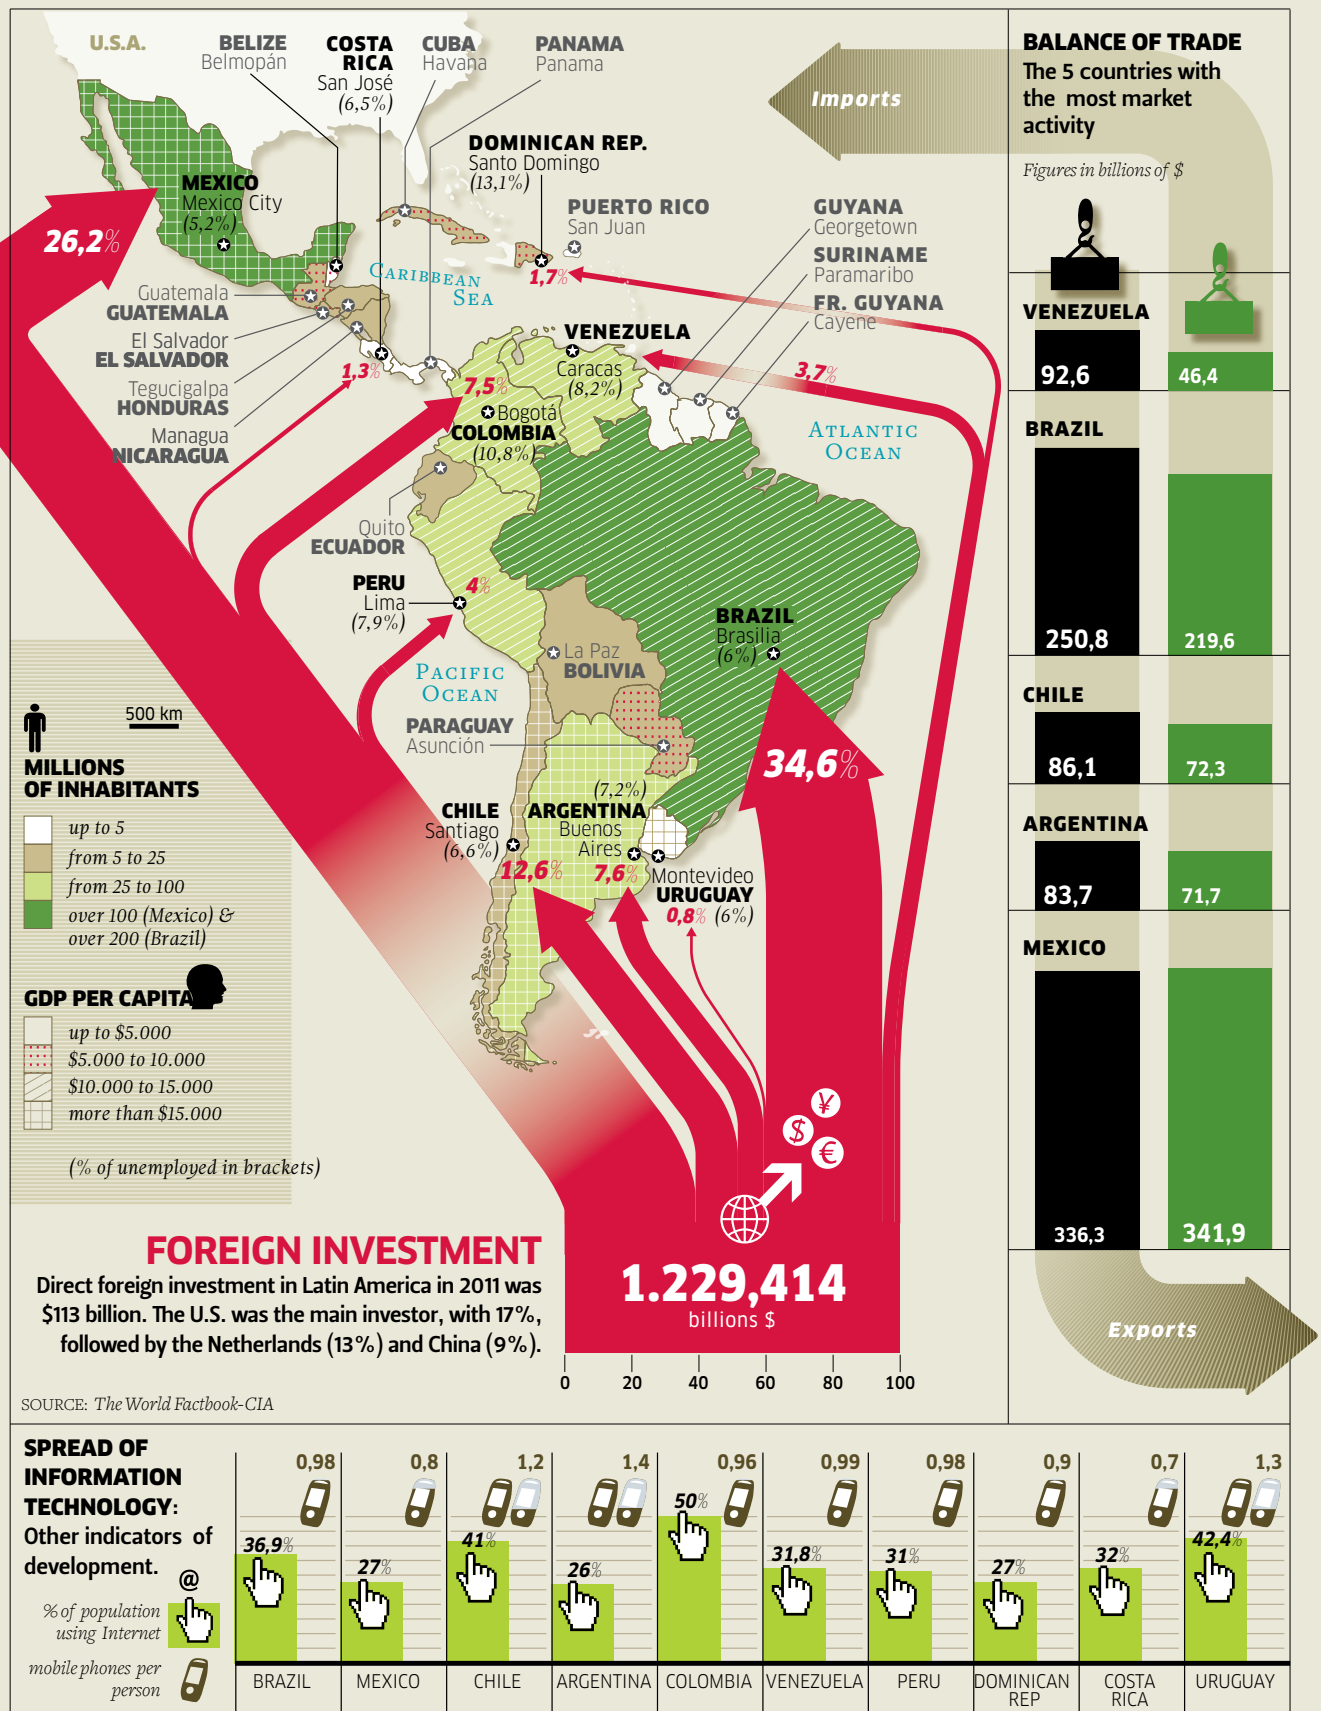 U.S.A.
BELIZE
Belmopán
COSTA
RICA
San José
(6,5%)
CUBA
Havana
PANAMA
Panama
DOMINICAN REP.
Santo Domingo
(13,1%)
MEXICO
Mexico City
(5,2%)
26,2%
PUERTO RICO
San Juan
1,7%
GUYANA
Georgetown
SURINAME
Paramaribo
FR. GUYANA
Cayene
CARIBBEAN
SEA
Guatemala
GUATEMALA
El Salvador
EL SALVADOR
Tegucigalpa
HONDURAS
Managua
NICARAGUA
1,3%
VENEZUELA
Caracas
(8,2%)
3,7%
7,5%
Bogotá
COLOMBIA
(10,8%)
ATLANTIC
OCEAN
Quito
ECUADOR
PERU
Lima
(7,9%)
4%
BRAZIL
Brasilia
(6%)
La Paz
BOLIVIA
PACIFIC
OCEAN
PARAGUAY
Asunción
34,6%
(7,2%)
CHILE
Santiago
(6,6%)
ARGENTINA
Buenos
Aires
12,6%
7,6%
Montevideo
URUGUAY
0,8% (6%)
500 km
MILLIONS
OF INHABITANTS
up to 5
from 5 to 25
from 25 to 100
over 100 (Mexico) &
over 200 (Brazil)
GDP PER CAPITA
up to $5.000
$5.000 to 10.000
$10.000 to 15.000
more than $15.000
(% of unemployed in brackets)
¥
$
€
FOREIGN INVESTMENT
Direct foreign investment in Latin America in 2011 was
$113 billion. The U.S. was the main investor, with 17%,
followed by the Netherlands (13%) and China (9%).
1.229,414
billions $
0 20 40 60 80 100
SOURCE: The World Factbook-CIA
BALANCE OF TRADE
The 5 countries with
the most market
activity
Figures in billions of $
Imports
VENEZUELA
92,6 46,4
BRAZIL
250,8 219,6
CHILE
86,1 72,3
ARGENTINA
83,7 71,7
MEXICO
336,3 341,9
Exports
SPREAD OF
INFORMATION
TECHNOLOGY:
Other indicators of
development.
@
% of population
using Internet
mobile phones per
person
0,98 0,8 1,2 1,4 0,96 0,99 0,98 0,9 0,7 1,3
36,9% 27% 41% 26% 50% 31,8% 31% 27% 32% 42,4%
BRAZIL MEXICO CHILE ARGENTINA COLOMBIA VENEZUELA PERU DOMINICAN REP COSTA RICA URUGUAY